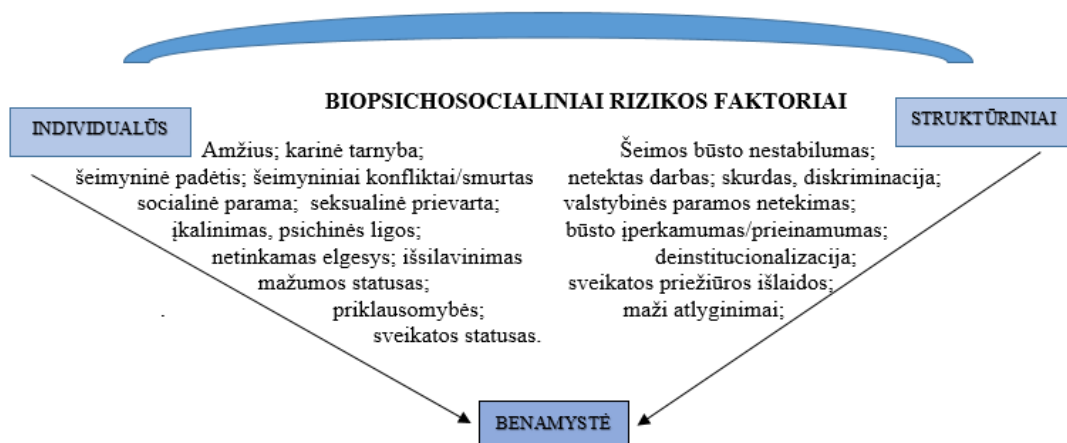 BIOPSICHOSOCIALINIAI RIZIKOS FAKTORIAI
INDIVIDUALŪS
Amžius; karinė tarnyba;
šeimyninė padėtis; šeimyniniai konfliktai/smurtas
socialinė parama; seksualinė prievarta;
įkalinimas, psichinės ligos;
netinkamas elgesys; išsilavinimas
mažumos statusas;
priklausomybės;
sveikatos statusas.
STRUKTŪRINIAI
Šeimos būsto nestabilumas;
netektas darbas; skurdas, diskriminacija;
valstybinės paramos netekimas;
būsto įperkamumas/prieinamumas;
deinstitucionalizacija;
sveikatos priežiūros išlaidos;
maži atlyginimai;
.
BENAMYSTĖ